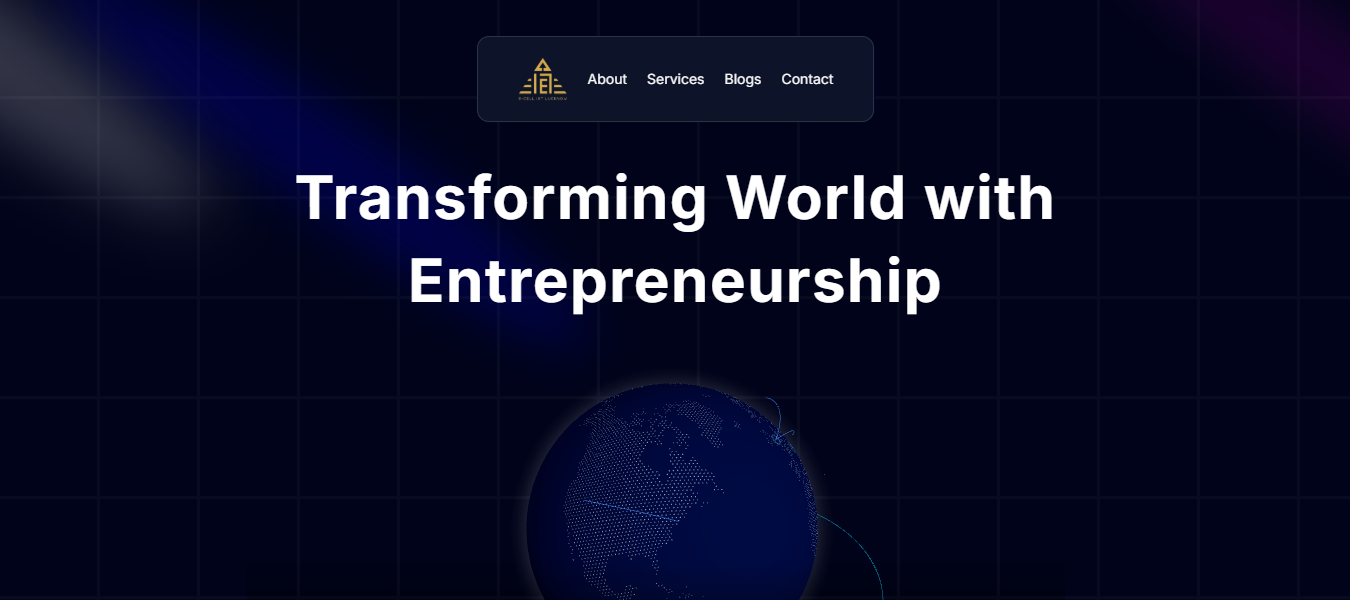 About Services Blogs Contact
Transforming World with
Entrepreneurship